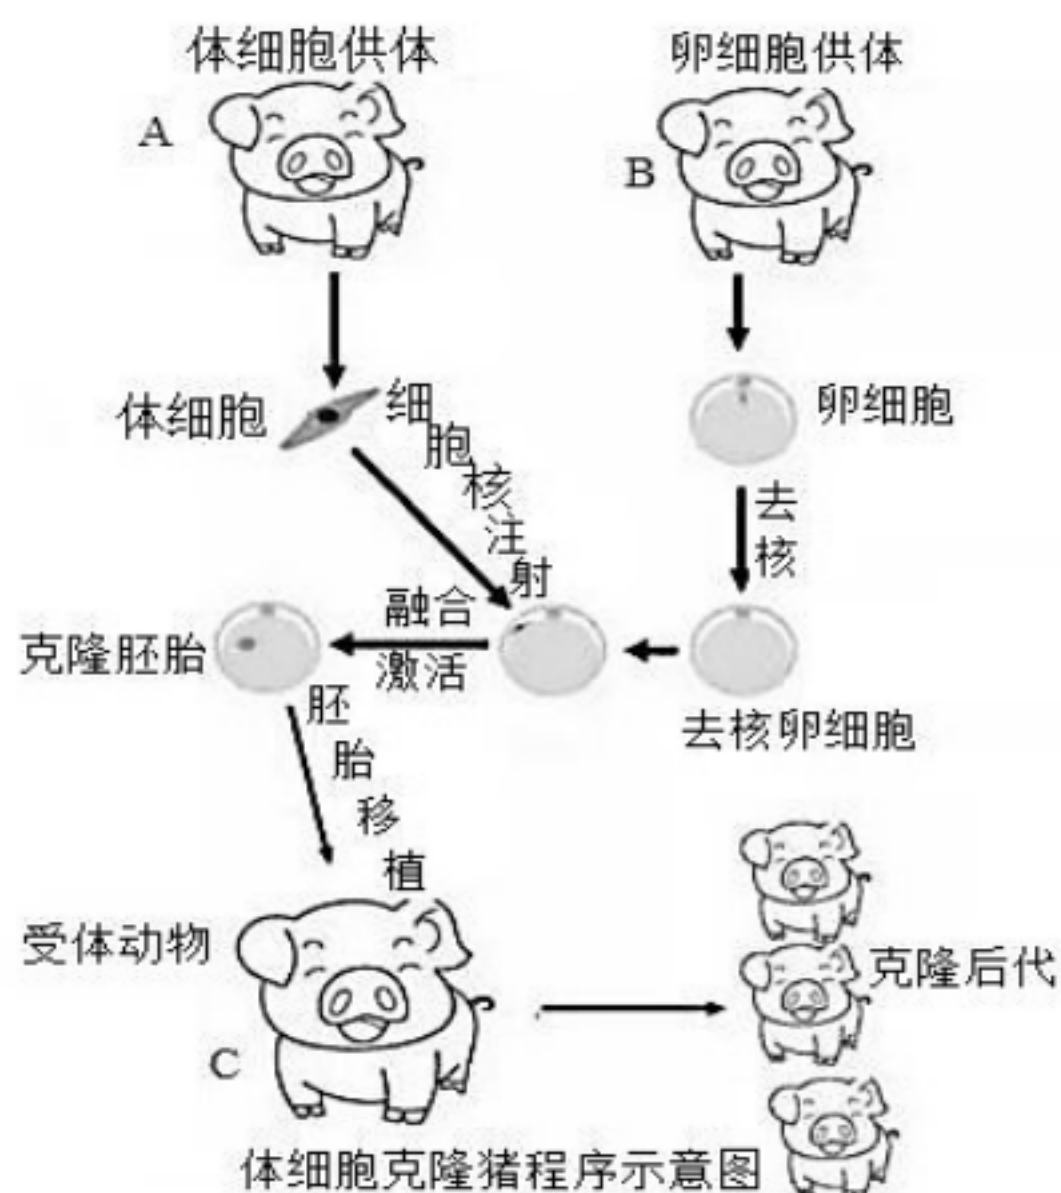 体细胞供体
卵细胞供体
A
B
体细胞
细胞核注射
卵细胞
去核
融合
激活
克隆胚胎
去核卵细胞
胚胎移植
受体动物
克隆后代
C
体细胞克隆猪程序示意图